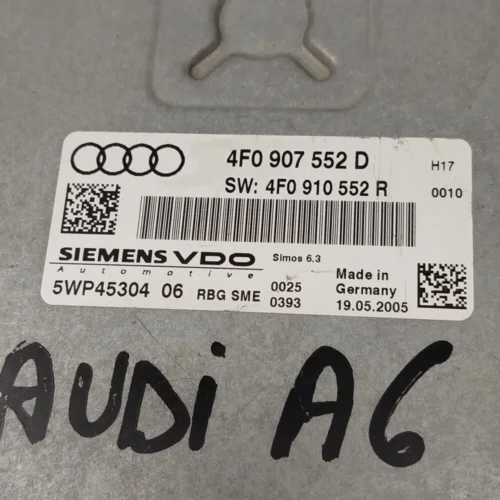 4F0 907 552 D H17
SW: 4F0 910 552 R 0010
SIEMENS VDO Simos 6.3
Automotive
5WP45304 06 RBG SME 0025
0393
Made in
Germany
19.05.2005
AUDI A6